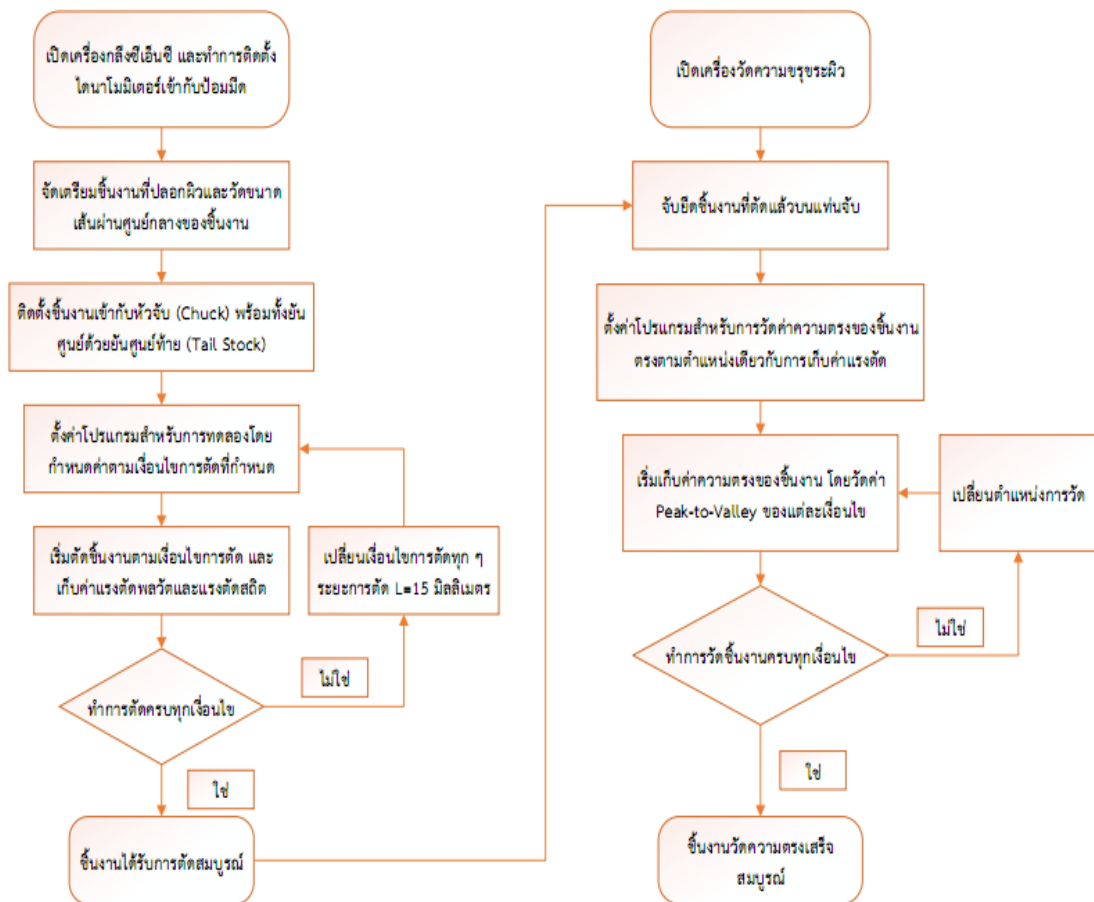 เปิดเครื่องกลึงซีเอ็นซี และทำการติดตั้ง
ไดนาโมมิเตอร์เข้ากับป้อมมีด
จัดเตรียมชิ้นงานที่ปลอกผิวและวัดขนาด
เส้นผ่านศูนย์กลางของชิ้นงาน
ติดตั้งชิ้นงานเข้ากับหัวจับ (Chuck) พร้อมทั้งยัน
ศูนย์ด้วยยันศูนย์ท้าย (Tail Stock)
ตั้งค่าโปรแกรมสำหรับการทดลองโดย
กำหนดค่าตามเงื่อนไขการตัดที่กำหนด
เริ่มตัดชิ้นงานตามเงื่อนไขการตัด และ
เก็บค่าแรงตัดพลวัตและแรงตัดสถิต
เปลี่ยนเงื่อนไขการตัดทุก ๆ
ระยะการตัด L=15 มิลลิเมตร
ทำการตัดครบทุกเงื่อนไข
ไม่ใช่
ใช่
ชิ้นงานได้รับการตัดสมบูรณ์
เปิดเครื่องวัดความขรุขระผิว
จับยึดชิ้นงานที่ตัดแล้วบนแท่นจับ
ตั้งค่าโปรแกรมสำหรับการวัดค่าความตรงของชิ้นงาน
ตรงตามตำแหน่งเดียวกับการเก็บค่าแรงตัด
เริ่มเก็บค่าความตรงของชิ้นงาน โดยวัดค่า
Peak-to-Valley ของแต่ละเงื่อนไข
เปลี่ยนตำแหน่งการวัด
ทำการวัดชิ้นงานครบทุกเงื่อนไข
ไม่ใช่
ใช่
ชิ้นงานวัดความตรงเสร็จ
สมบูรณ์